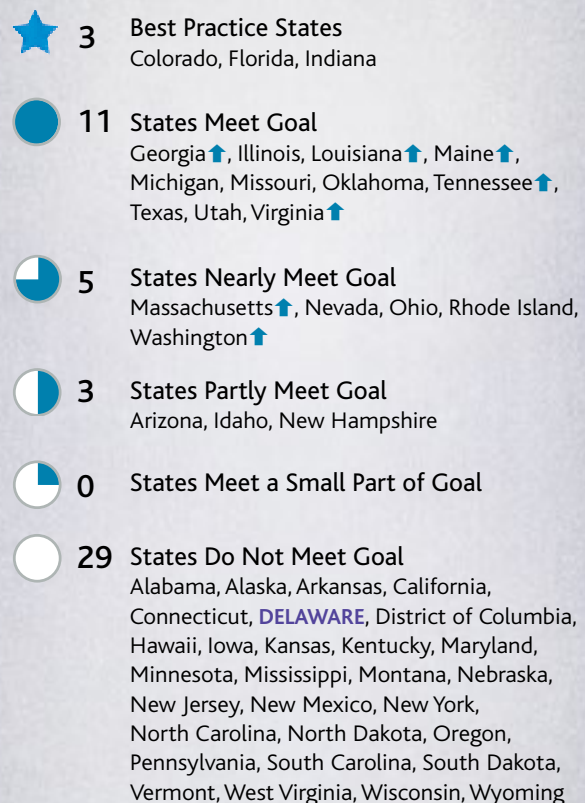 3 Best Practice States
Colorado, Florida, Indiana
11 States Meet Goal
Georgia⬆, Illinois, Louisiana⬆, Maine⬆,
Michigan, Missouri, Oklahoma, Tennessee⬆,
Texas, Utah, Virginia⬆
5 States Nearly Meet Goal
Massachusetts⬆, Nevada, Ohio, Rhode Island,
Washington⬆
3 States Partly Meet Goal
Arizona, Idaho, New Hampshire
0 States Meet a Small Part of Goal
29 States Do Not Meet Goal
Alabama, Alaska, Arkansas, California,
Connecticut, DELAWARE, District of Columbia,
Hawaii, Iowa, Kansas, Kentucky, Maryland,
Minnesota, Mississippi, Montana, Nebraska,
New Jersey, New Mexico, New York,
North Carolina, North Dakota, Oregon,
Pennsylvania, South Carolina, South Dakota,
Vermont, West Virginia, Wisconsin, Wyoming